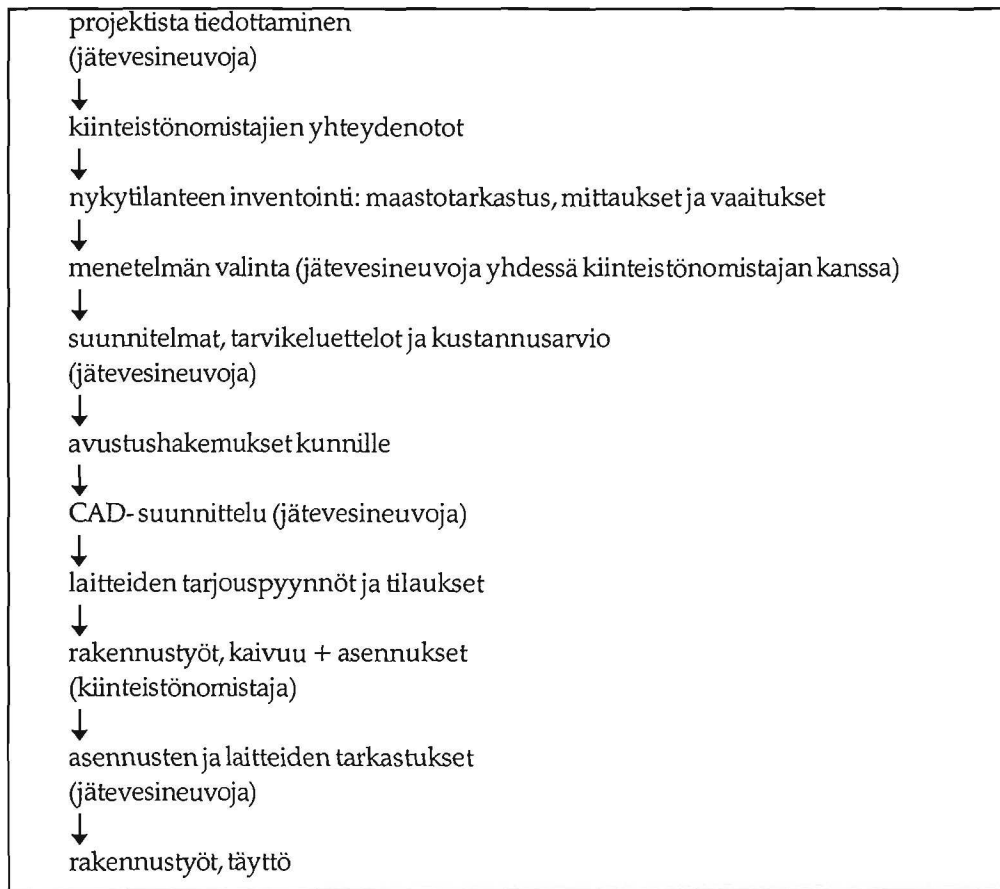 projektista tiedottaminen
(jätevesineuvoja)
↓
kiinteistönomistajien yhteydenotot
↓
nykytilanteen inventointi: maastotarkastus, mittaukset ja vaaitukset
↓
menetelmän valinta (jätevesineuvoja yhdessä kiinteistönomistajan kanssa)
↓
suunnitelmat, tarvikeluettelot ja kustannusarvio
(jätevesineuvoja)
↓
avustushakemukset kunnille
↓
CAD- suunnittelu (jätevesineuvoja)
↓
laitteiden tarjouspyynnöt ja tilaukset
↓
rakennustyöt, kaivuu + asennukset
(kiinteistönomistaja)
↓
asennusten ja laitteiden tarkastukset
(jätevesineuvoja)
↓
rakennustyöt, täyttö